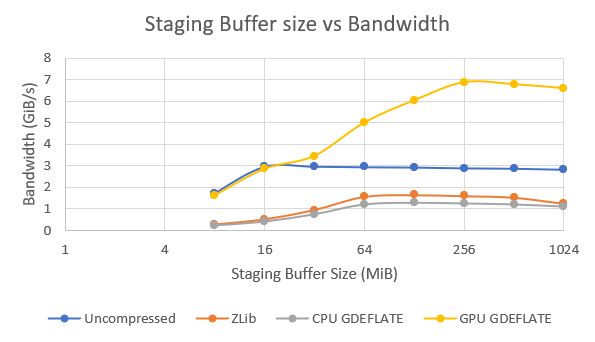 Staging Buffer size vs Bandwidth
Bandwidth (GiB/s)
8
7
6
5
4
3
2
1
0
1 4 16 64 256 1024
Staging Buffer Size (MiB)
Uncompressed ZLib CPU GDEFLATE GPU GDEFLATE